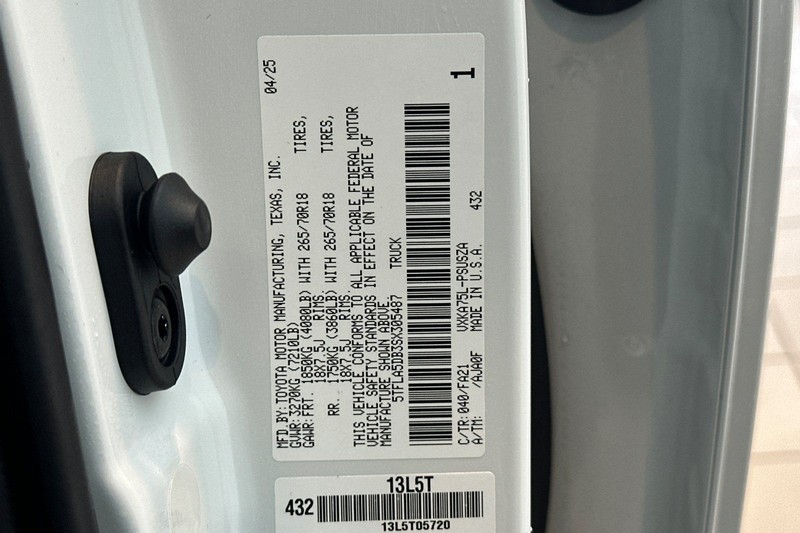 MFD.BY:TOYOTA MOTOR MANUFACTURING, TEXAS, INC. 04/25
GVWR:3270KG (7210LB)
GAWR:FRT. 1850KG (4080LB) WITH 265/70R18 TIRES,
18X7.5J RIMS.
RR. 1750KG (3860LB) WITH 265/70R18 TIRES,
18X7.5J RIMS.
THIS VEHICLE CONFORMS TO ALL APPLICABLE FEDERAL MOTOR
VEHICLE SAFETY STANDARDS IN EFFECT ON THE DATE OF
MANUFACTURE SHOWN ABOVE.
5TFLA5DB3SX305487 TRUCK
C/TR:040/FA21 VXKA75L-PSUSZA 1
A/TM: /AJA0F MADE IN U.S.A. 432
13L5T
432
13L5T05720